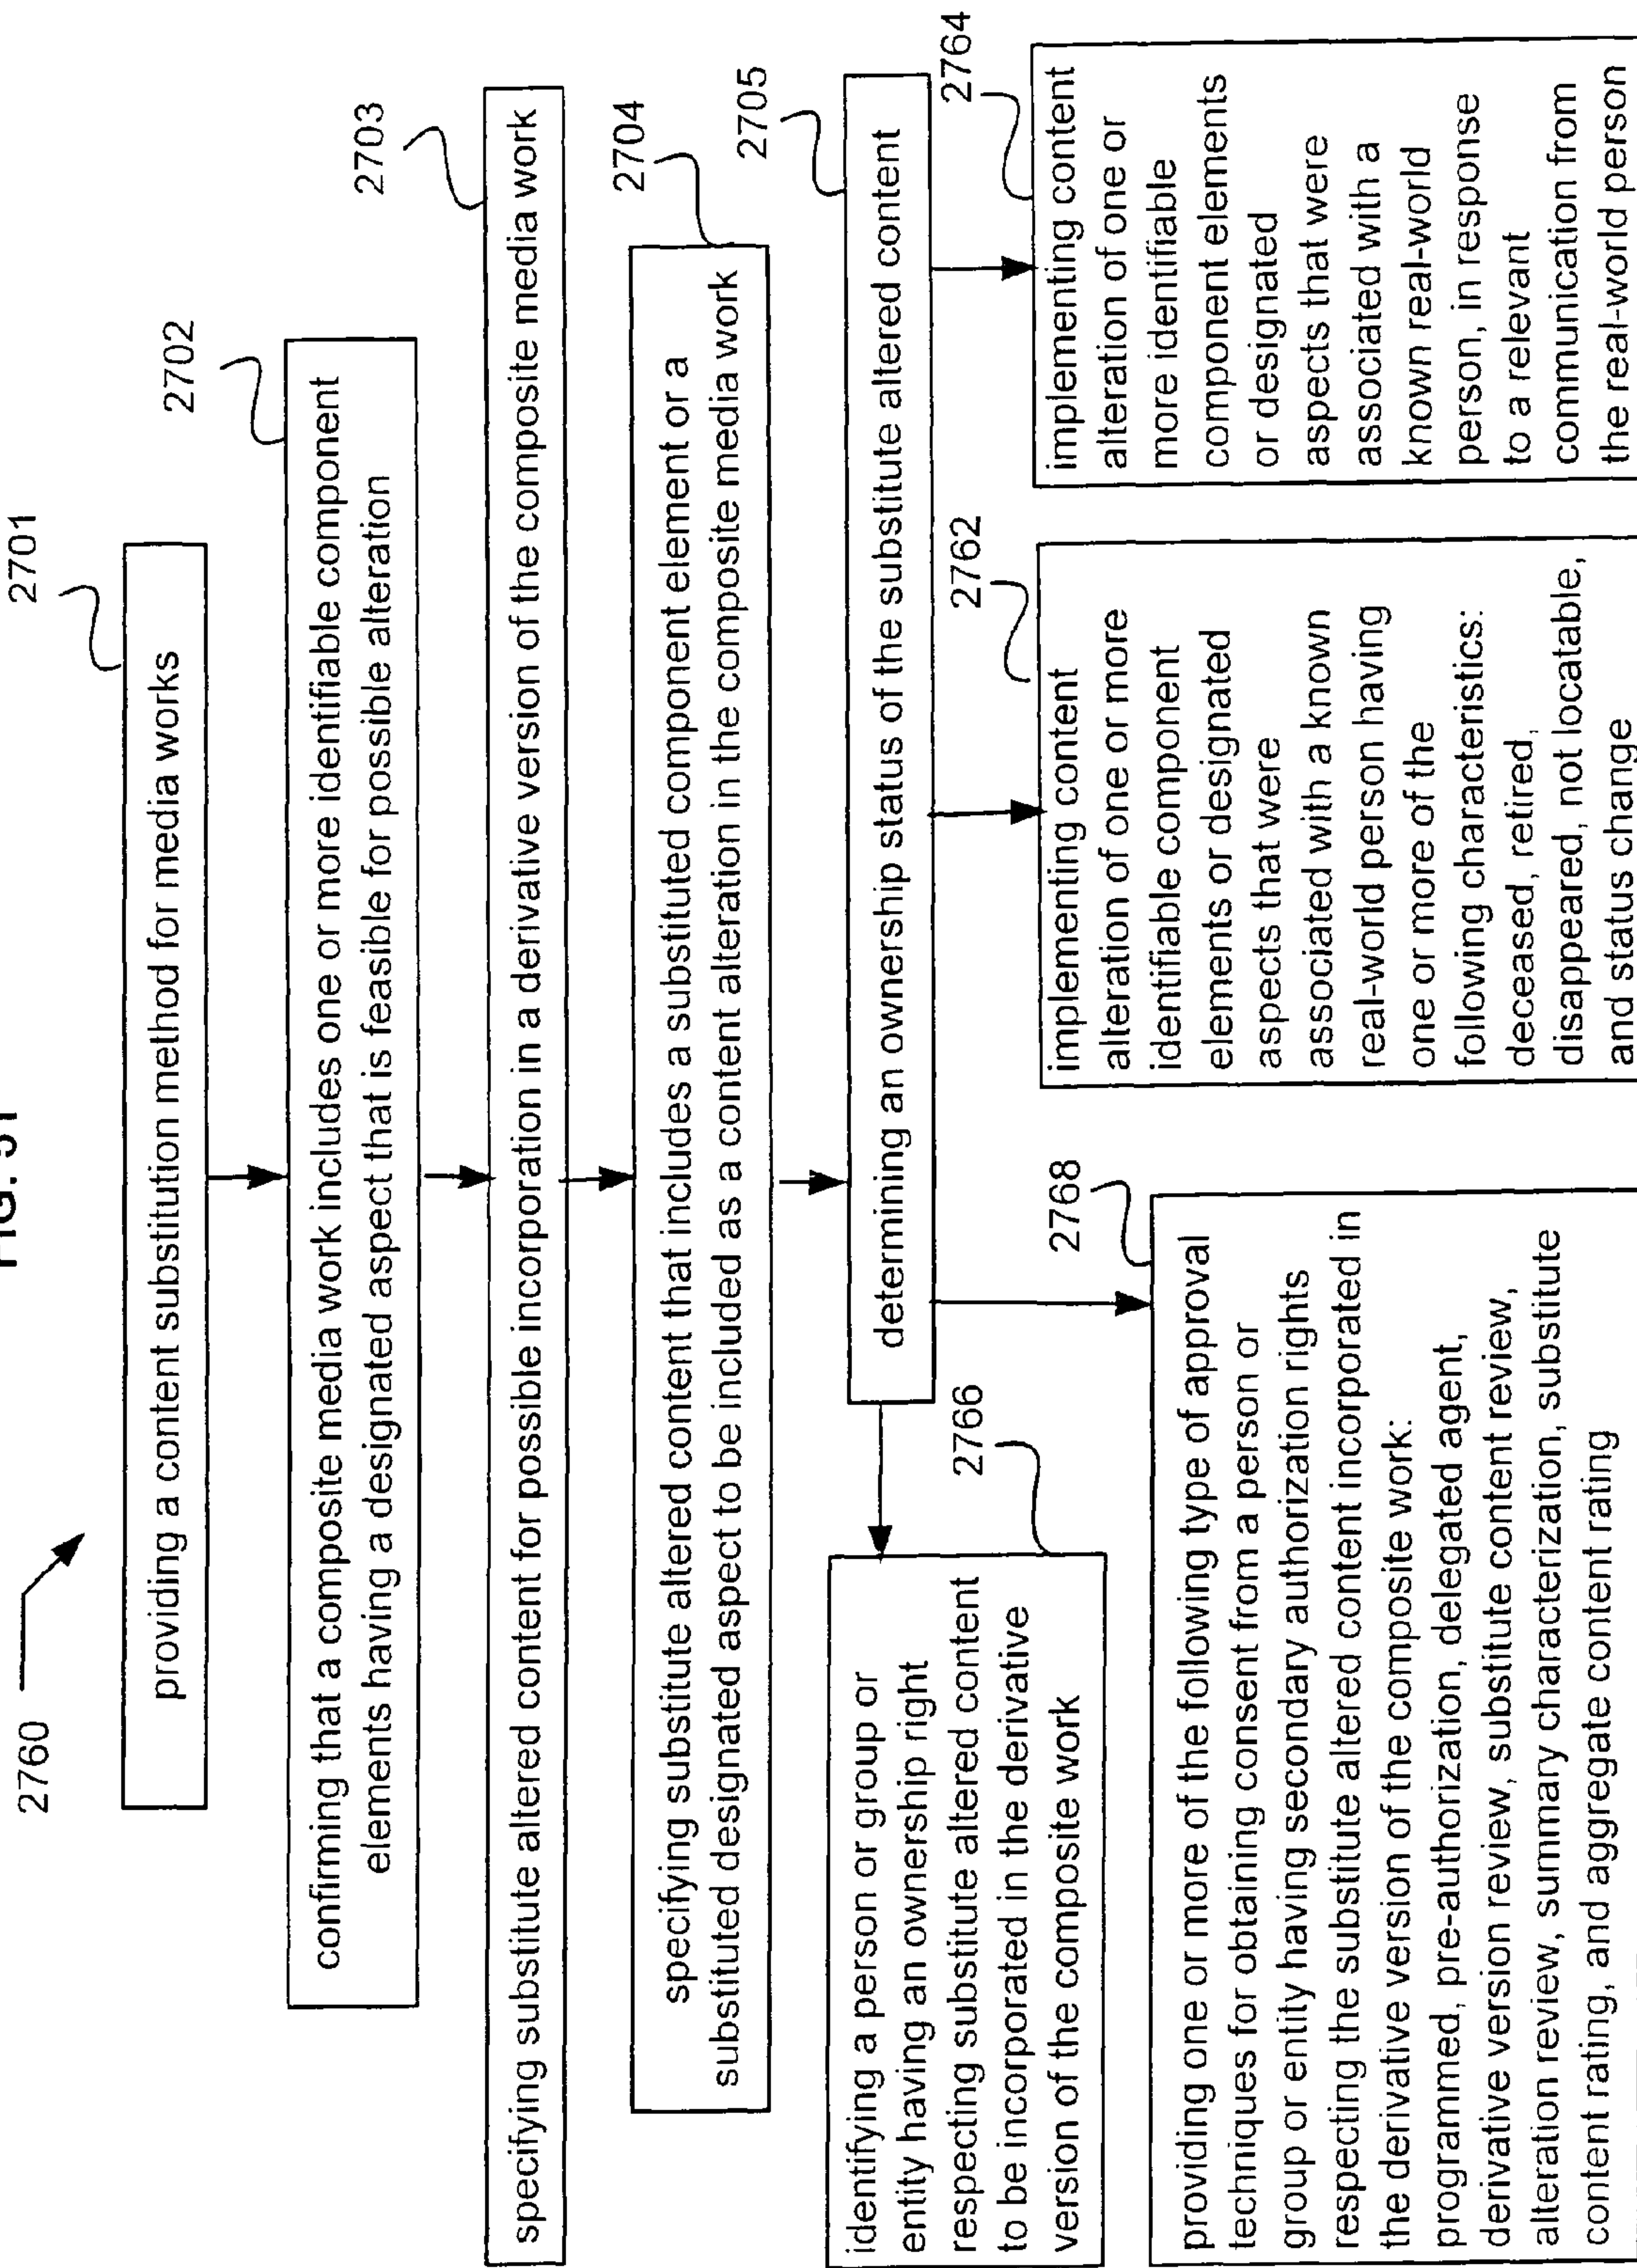 2760
2701
providing a content substitution method for media works
2702
confirming that a composite media work includes one or more identifiable component
elements having a designated aspect that is feasible for possible alteration
2703
specifying substitute altered content for possible incorporation in a derivative version of the composite media work
2704
specifying substitute altered content that includes a substituted component element or a
substituted designated aspect to be included as a content alteration in the composite media work
2705
determining an ownership status of the substitute altered content
2766
identifying a person or group or
entity having an ownership right
respecting substitute altered content
to be incorporated in the derivative
version of the composite work
2768
providing one or more of the following type of approval
techniques for obtaining consent from a person or
group or entity having secondary authorization rights
respecting the substitute altered content incorporated in
the derivative version of the composite work:
programmed, pre-authorization, delegated agent,
derivative version review, substitute content review,
alteration review, summary characterization, substitute
content rating, and aggregate content rating
2762
implementing content
alteration of one or more
identifiable component
elements or designated
aspects that were
associated with a known
real-world person having
one or more of the
following characteristics:
deceased, retired,
disappeared, not locatable,
and status change
2764
implementing content
alteration of one or
more identifiable
component elements
or designated
aspects that were
associated with a
known real-world
person, in response
to a relevant
communication from
the real-world person